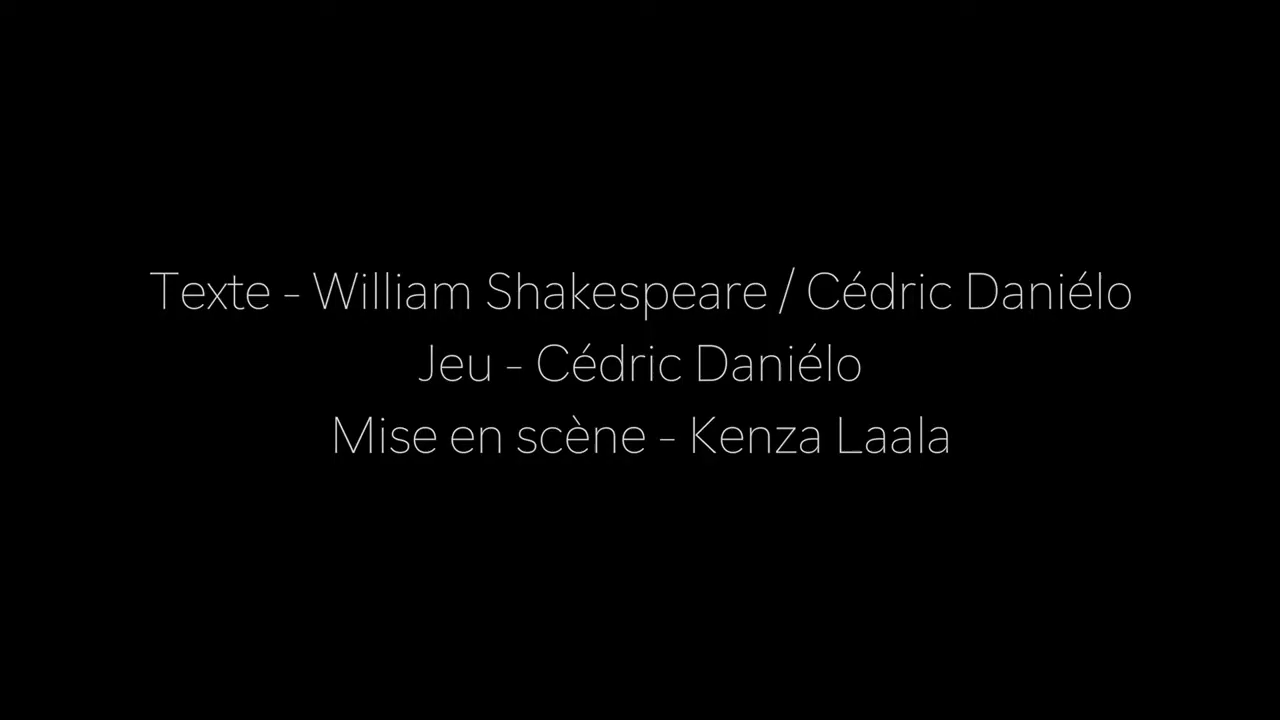 Texte - William Shakespeare / Cédric Daniélo
Jeu - Cédric Daniélo
Mise en scène - Kenza Laala